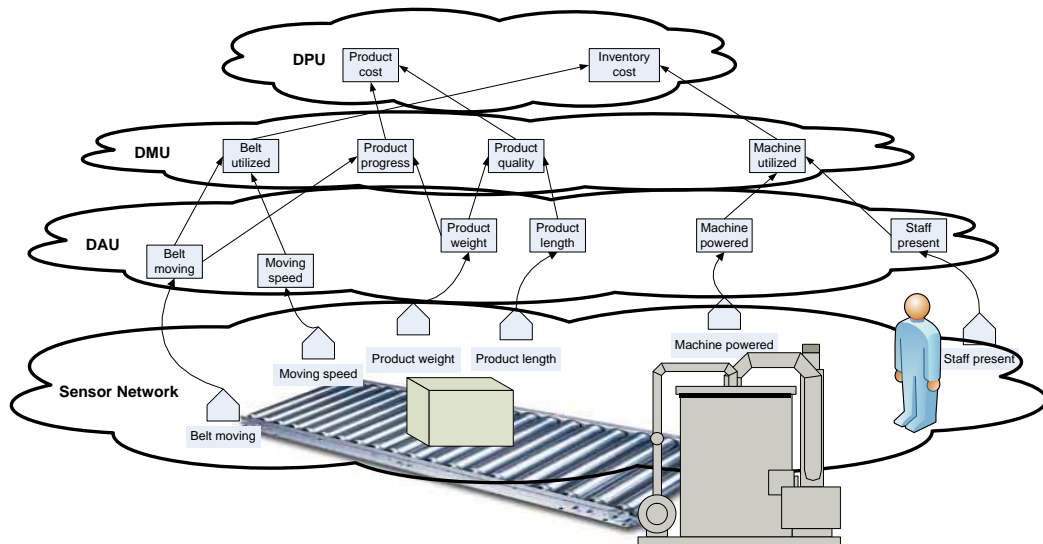 DPU
Product
cost
Inventory
cost
DMU
Belt
utilized
Product
progress
Product
quality
Machine
utilized
DAU
Belt
moving
Moving
speed
Product
weight
Product
length
Machine
powered
Staff
present
Sensor Network
Belt moving
Moving speed
Product weight
Product length
Machine powered
Staff present